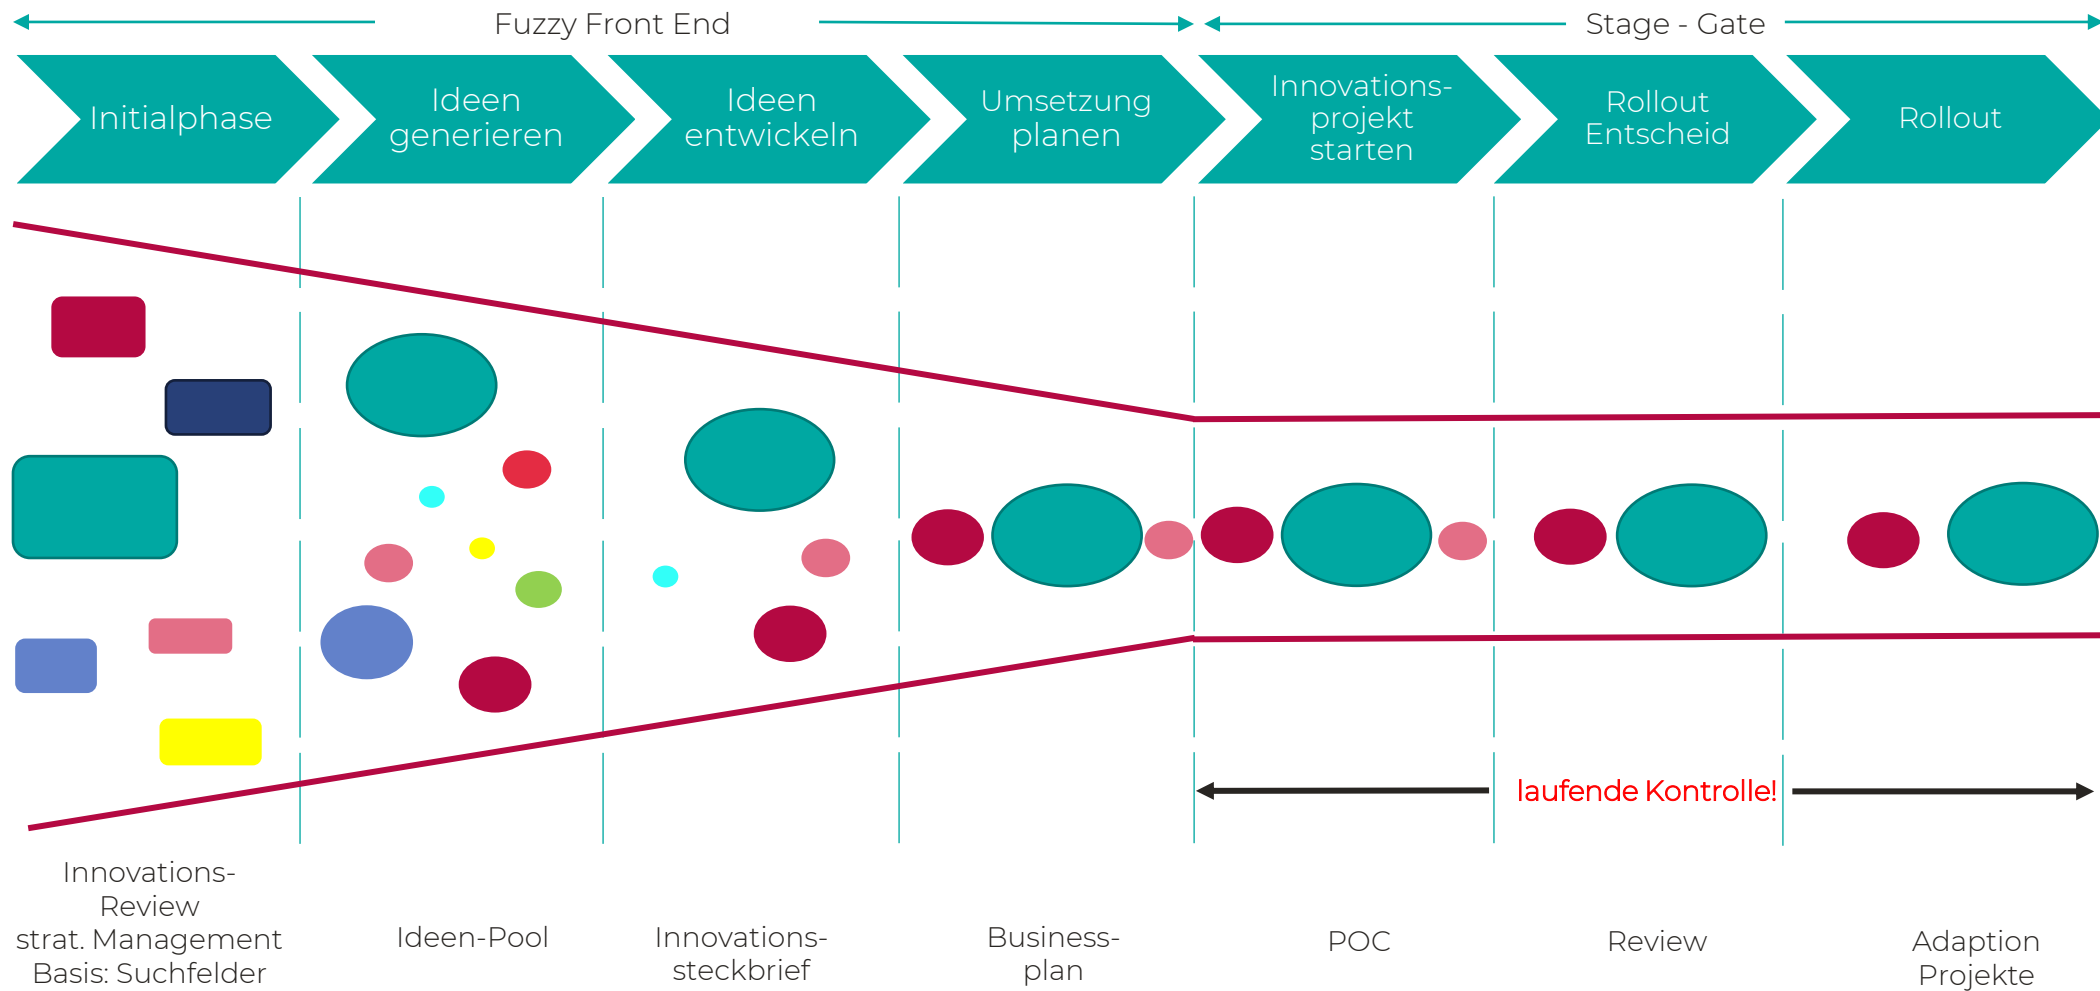 Fuzzy Front End
Stage - Gate
Initialphase
Ideen
generieren
Ideen
entwickeln
Umsetzung
planen
Innovations-
projekt
starten
Rollout
Entscheid
Rollout
laufende Kontrolle!
Innovations-
Review
strat. Management
Basis: Suchfelder
Ideen-Pool
Innovations-
steckbrief
Business-
plan
POC
Review
Adaption
Projekte